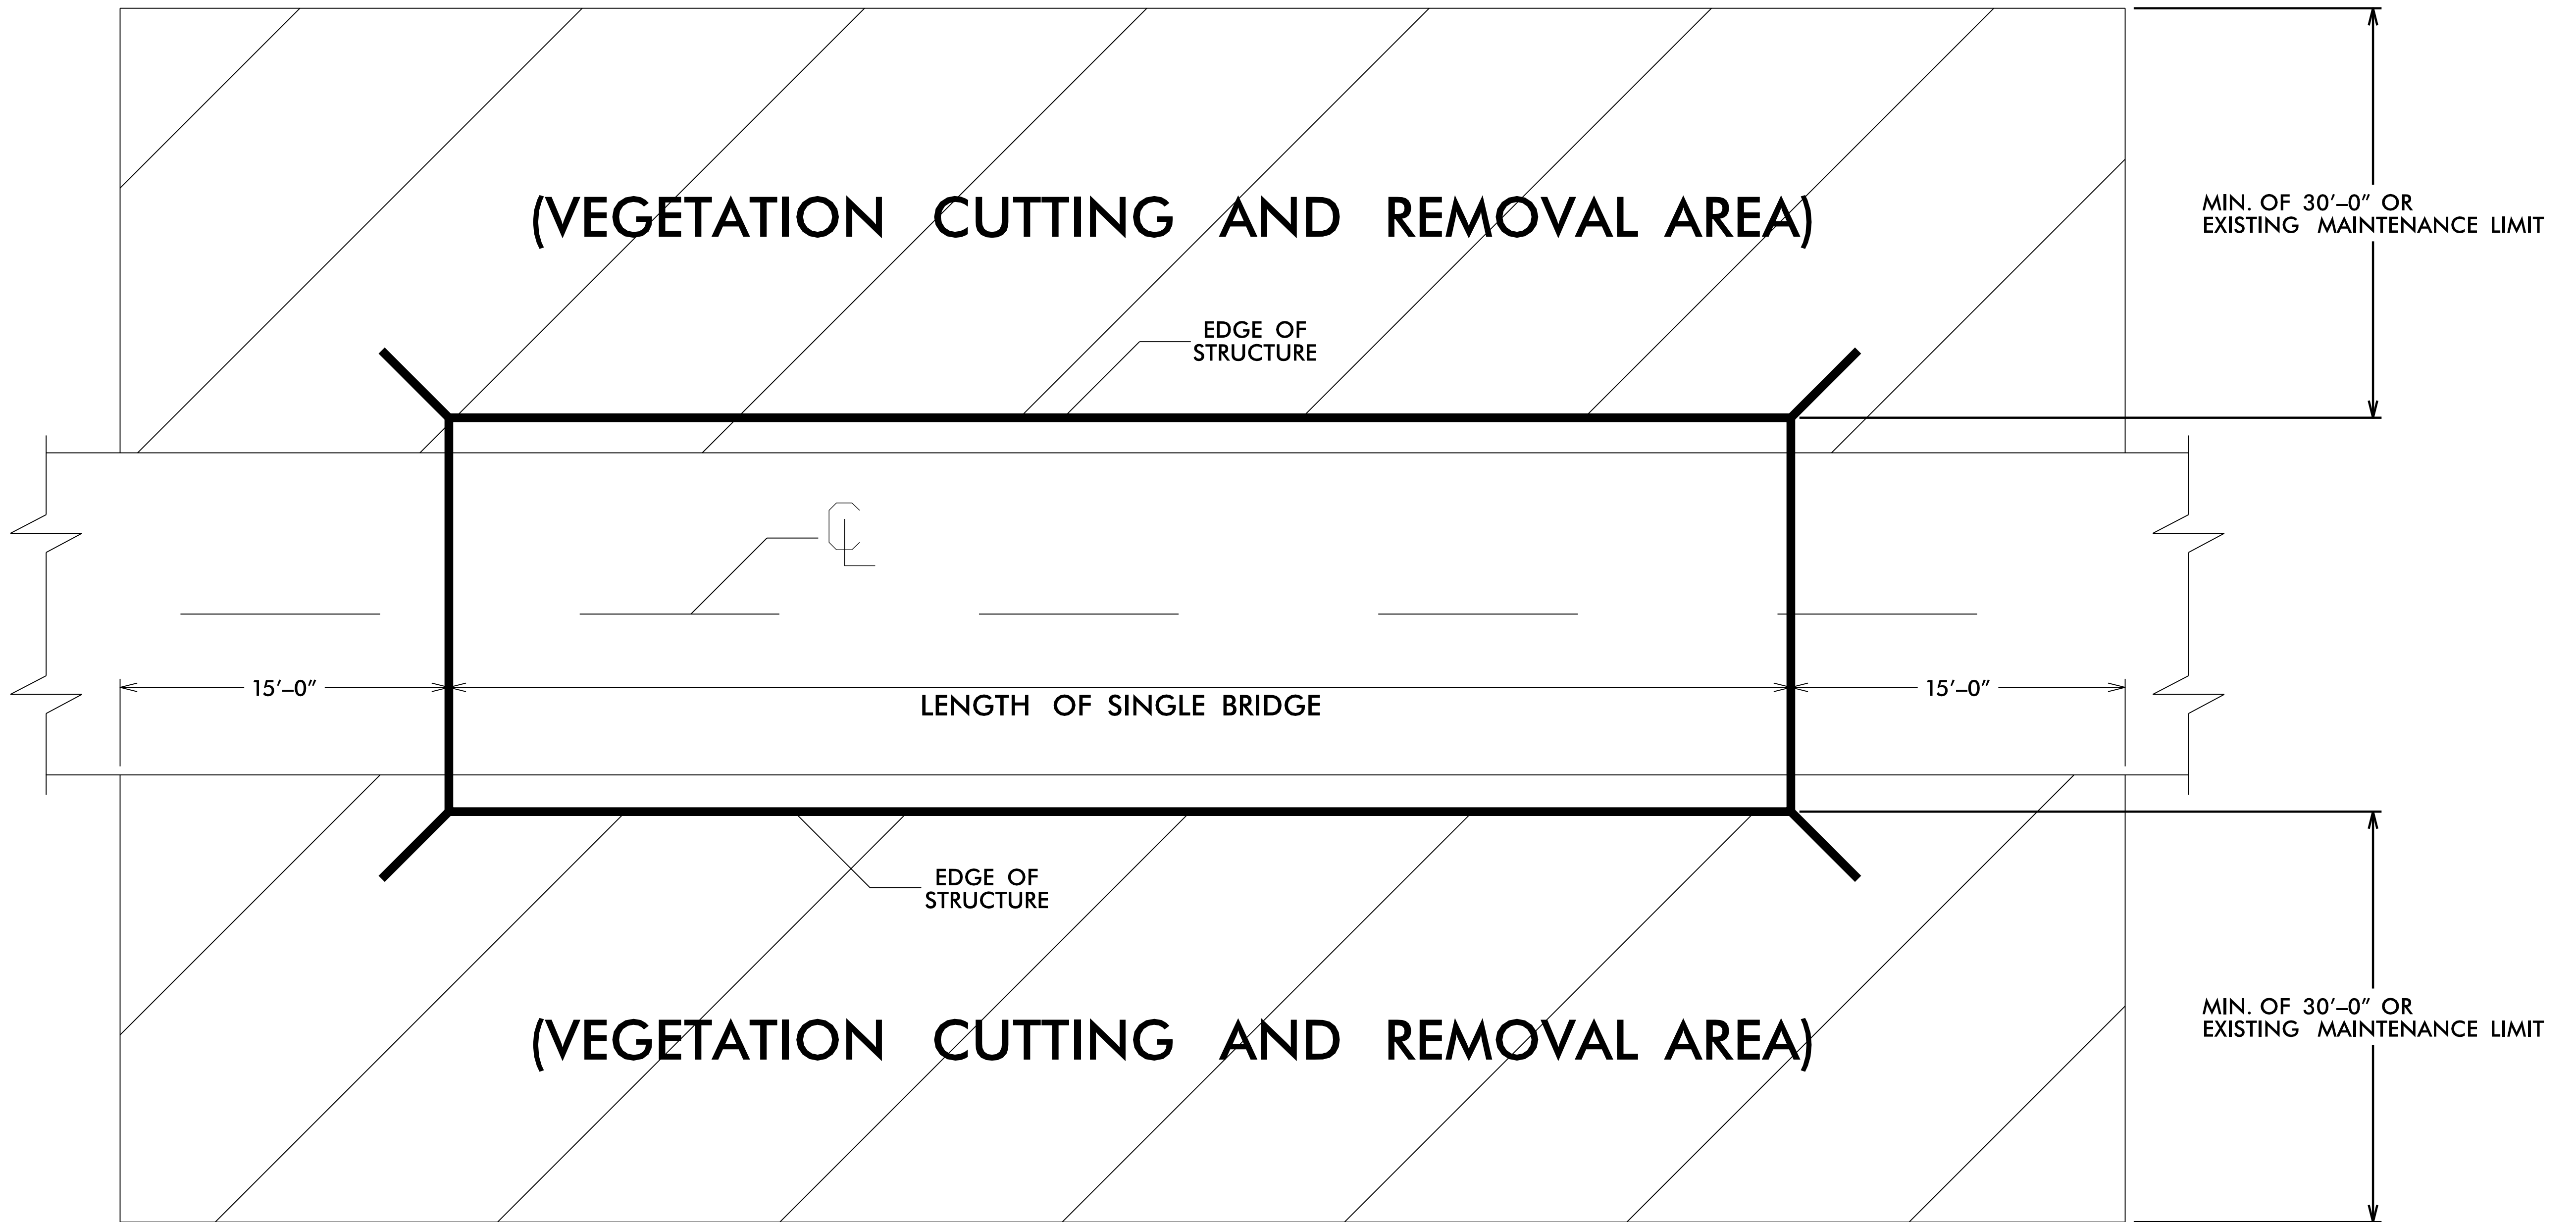 (VEGETATION CUTTING AND REMOVAL AREA)
MIN. OF 30'–0" OR
EXISTING MAINTENANCE LIMIT
EDGE OF
STRUCTURE
℄
15'–0"
LENGTH OF SINGLE BRIDGE
15'–0"
EDGE OF
STRUCTURE
(VEGETATION CUTTING AND REMOVAL AREA)
MIN. OF 30'–0" OR
EXISTING MAINTENANCE LIMIT